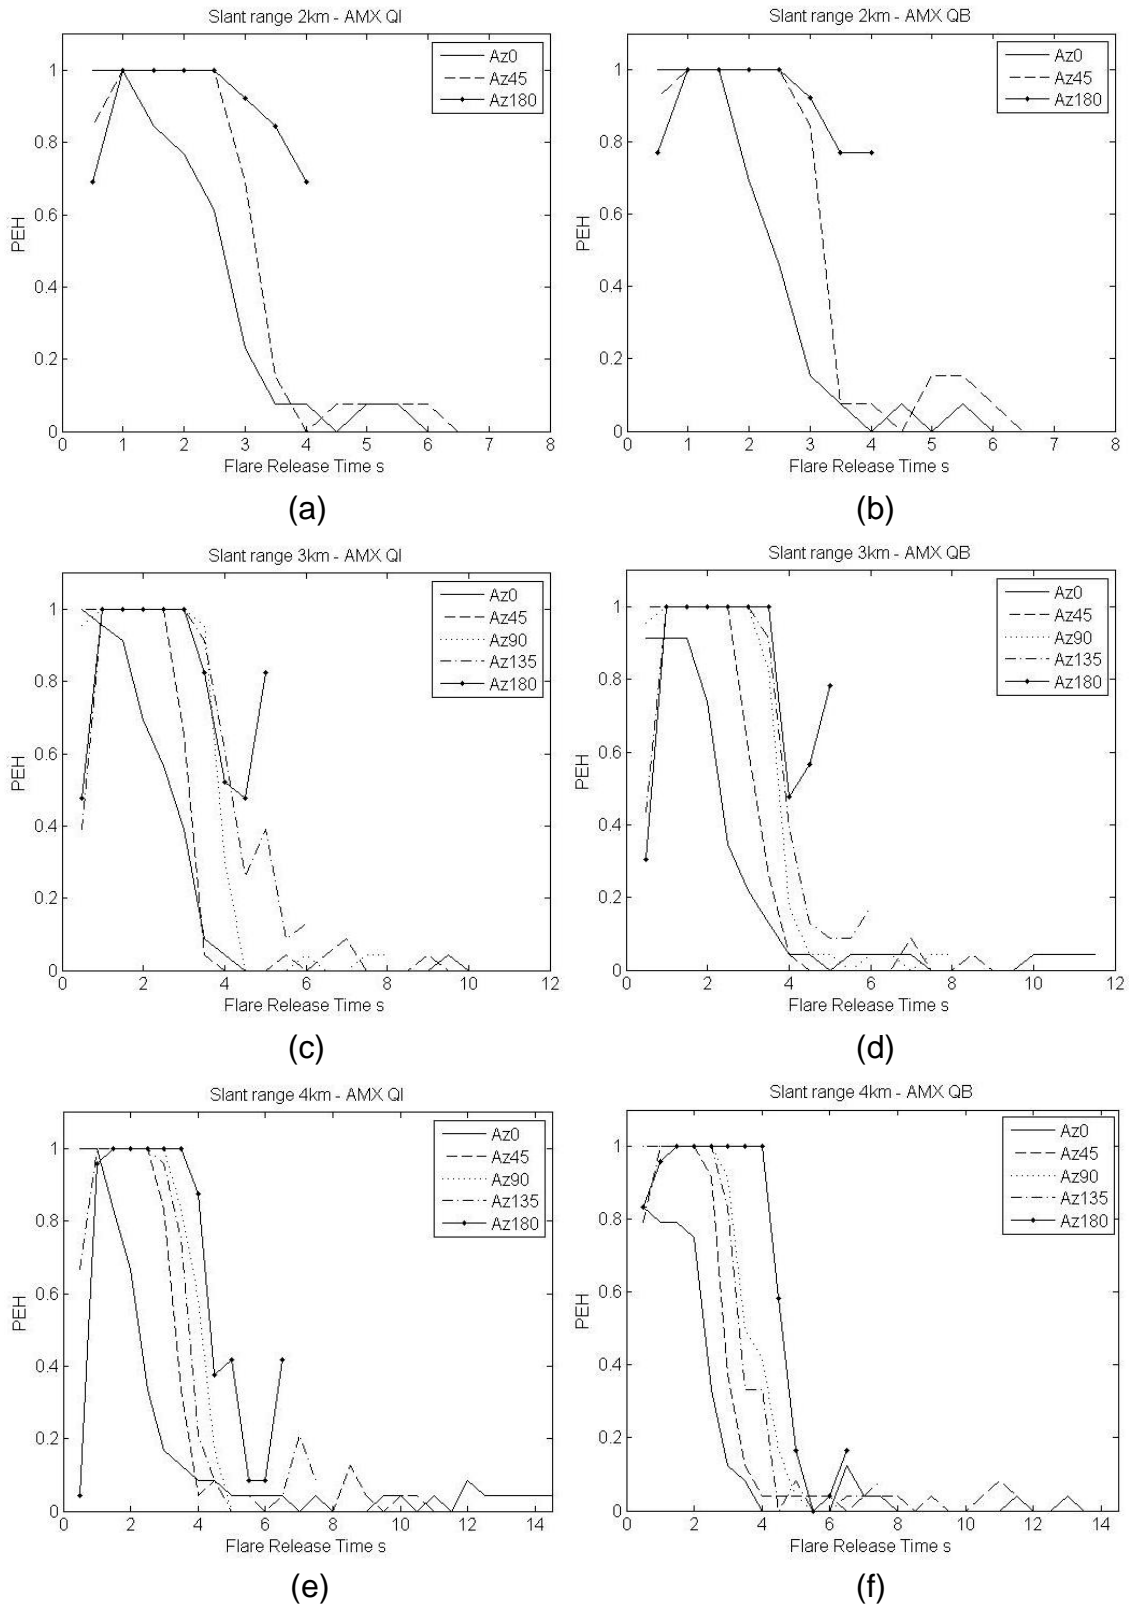 Slant range 2km - AMX QI
1
0.8
0.6
0.4
0.2
0
PEH
0 1 2 3 4 5 6 7 8
Flare Release Time s
Az0
Az45
Az180
(a)
Slant range 2km - AMX QB
1
0.8
0.6
0.4
0.2
0
PEH
0 1 2 3 4 5 6 7 8
Flare Release Time s
Az0
Az45
Az180
(b)
Slant range 3km - AMX QI
1
0.8
0.6
0.4
0.2
0
PEH
0 2 4 6 8 10 12
Flare Release Time s
Az0
Az45
Az90
Az135
Az180
(c)
Slant range 3km - AMX QB
1
0.8
0.6
0.4
0.2
0
PEH
0 2 4 6 8 10 12
Flare Release Time s
Az0
Az45
Az90
Az135
Az180
(d)
Slant range 4km - AMX QI
1
0.8
0.6
0.4
0.2
0
PEH
0 2 4 6 8 10 12 14
Flare Release Time s
Az0
Az45
Az90
Az135
Az180
(e)
Slant range 4km - AMX QB
1
0.8
0.6
0.4
0.2
0
PEH
0 2 4 6 8 10 12 14
Flare Release Time s
Az0
Az45
Az90
Az135
Az180
(f)